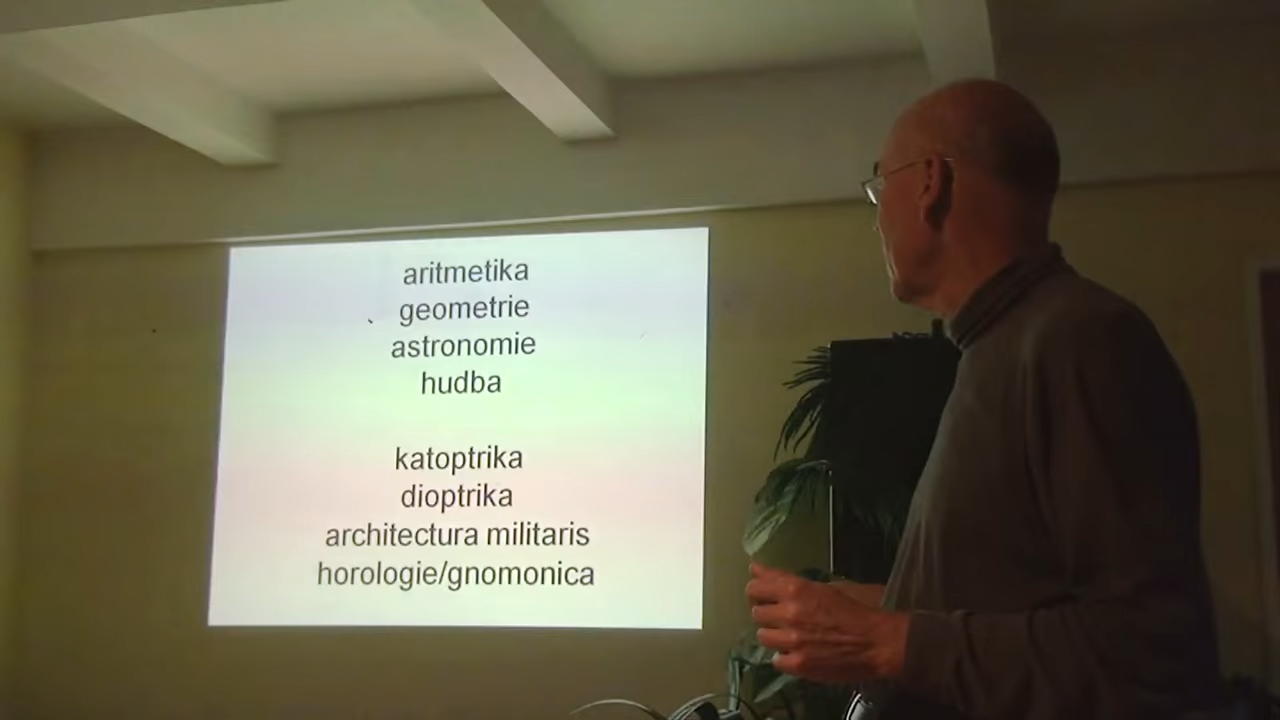 aritmetika
geometrie
astronomie
hudba
katoptrika
dioptrika
architectura militaris
horologie/gnomonica